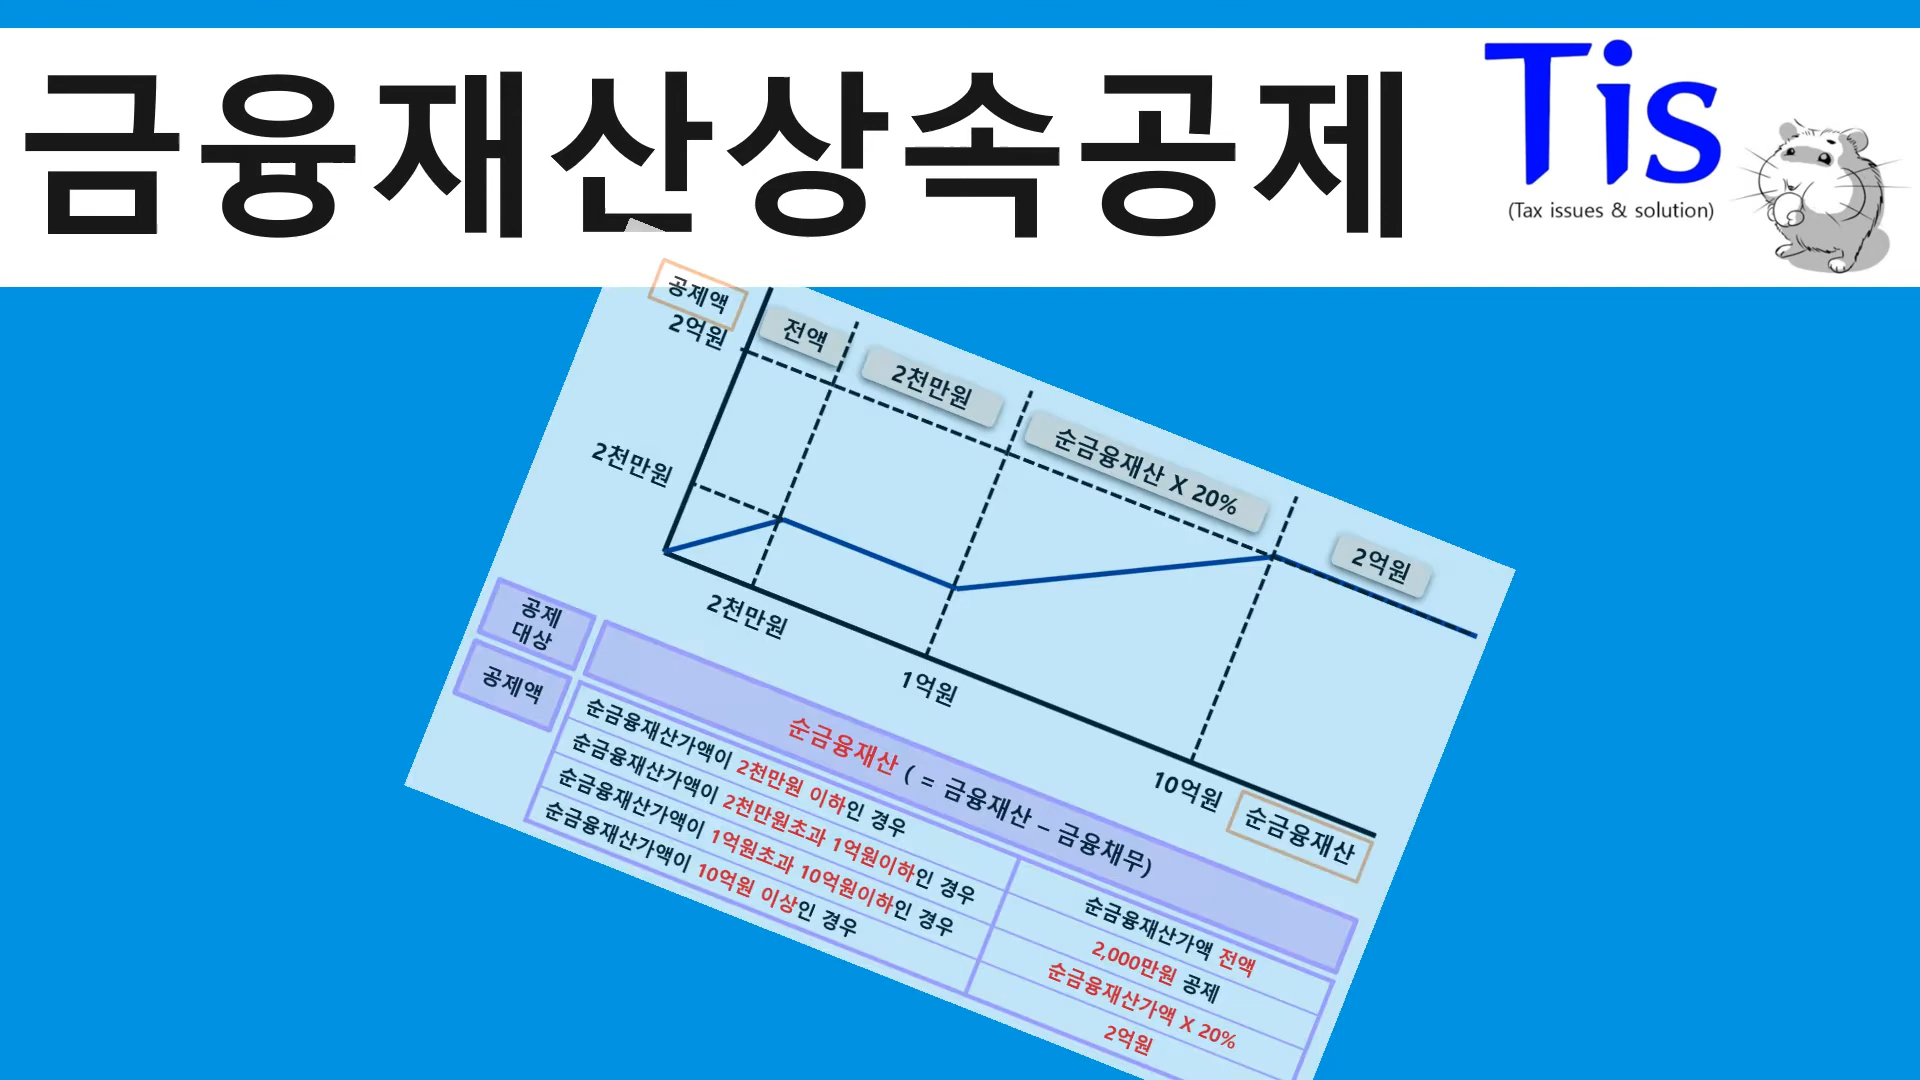 금융재산상속공제
Tis
(Tax issues & solution)
공제액
2억원
전액
2천만원
순금융재산 X 20%
2억원
2천만원
2천만원
1억원
10억원
순금융재산
공제
대상
순금융재산 ( = 금융재산 – 금융채무)
공제액
순금융재산가액이 2천만원 이하인 경우
순금융재산가액 전액
순금융재산가액이 2천만원초과 1억원이하인 경우
2,000만원 공제
순금융재산가액이 1억원초과 10억원이하인 경우
순금융재산가액 X 20%
순금융재산가액이 10억원 이상인 경우
2억원